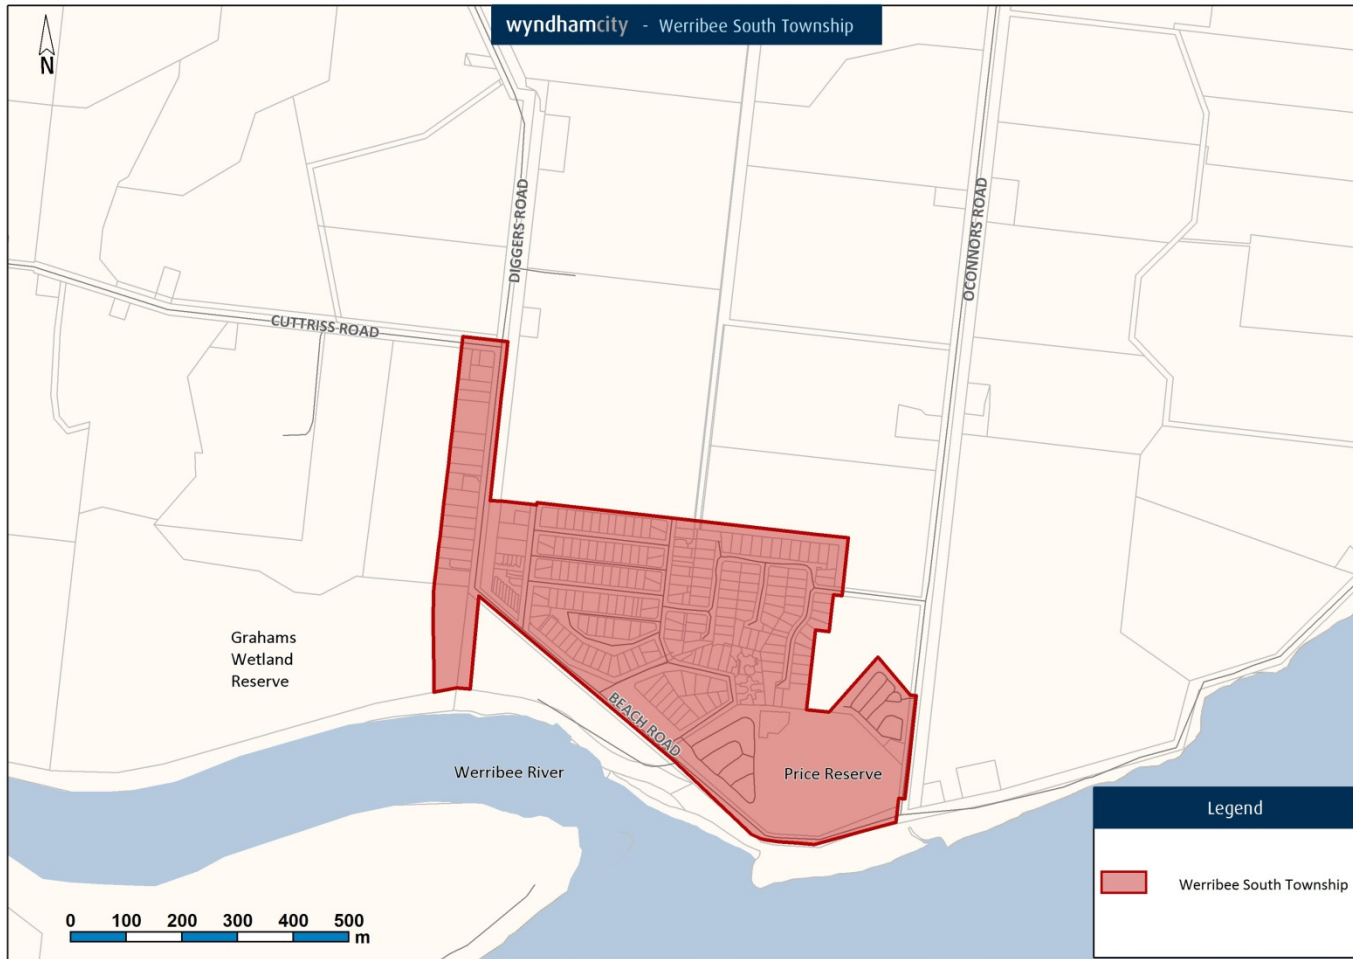 wyndhamcity - Werribee South Township
N
DIGGERS ROAD
OCONNORS ROAD
CUTTRISS ROAD
Grahams
Wetland
Reserve
BEACH ROAD
Werribee River
Price Reserve
Legend
Werribee South Township
0 100 200 300 400 500
m